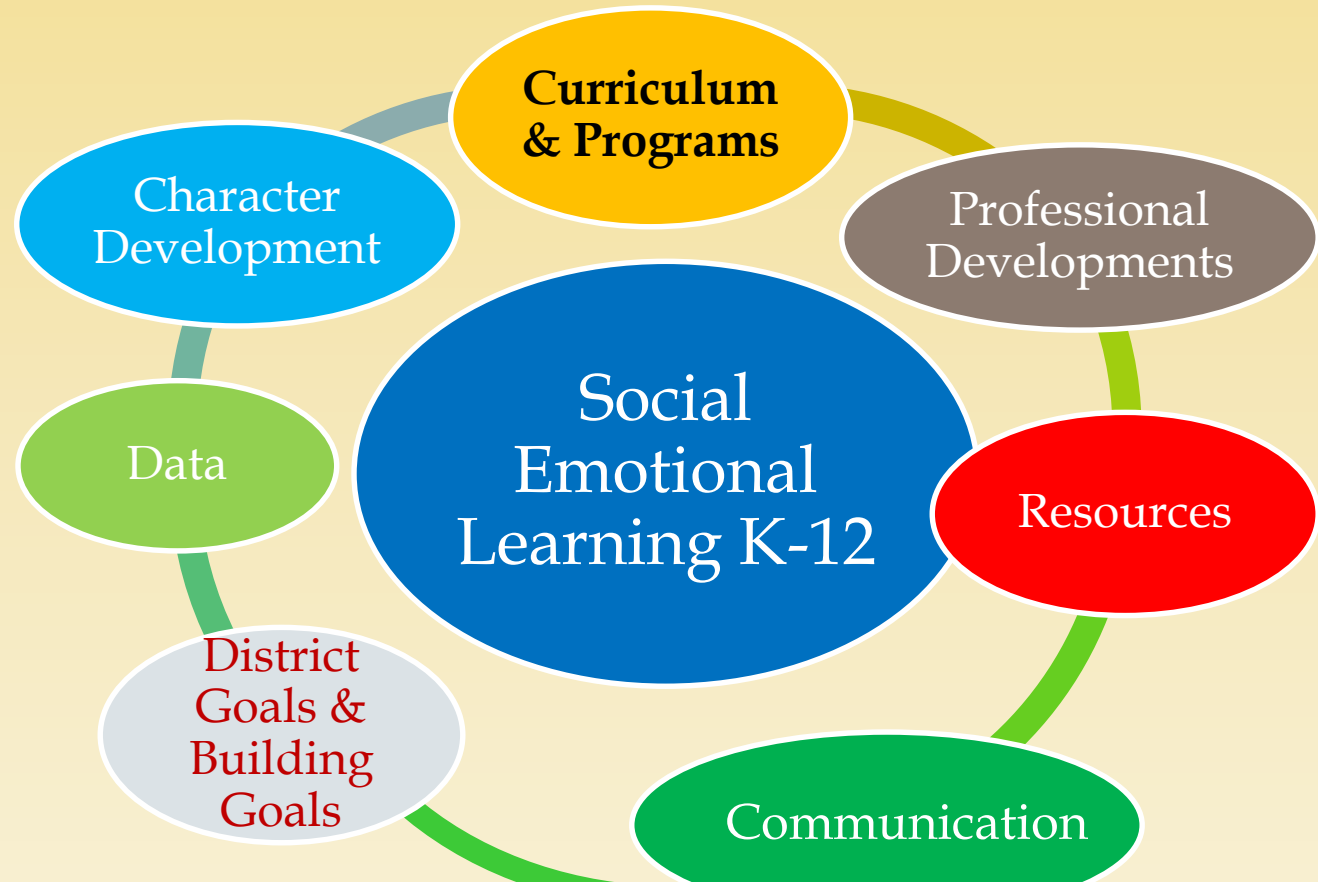 Curriculum
& Programs
Professional
Developments
Resources
Communication
District
Goals &
Building
Goals
Data
Character
Development
Social
Emotional
Learning K-12